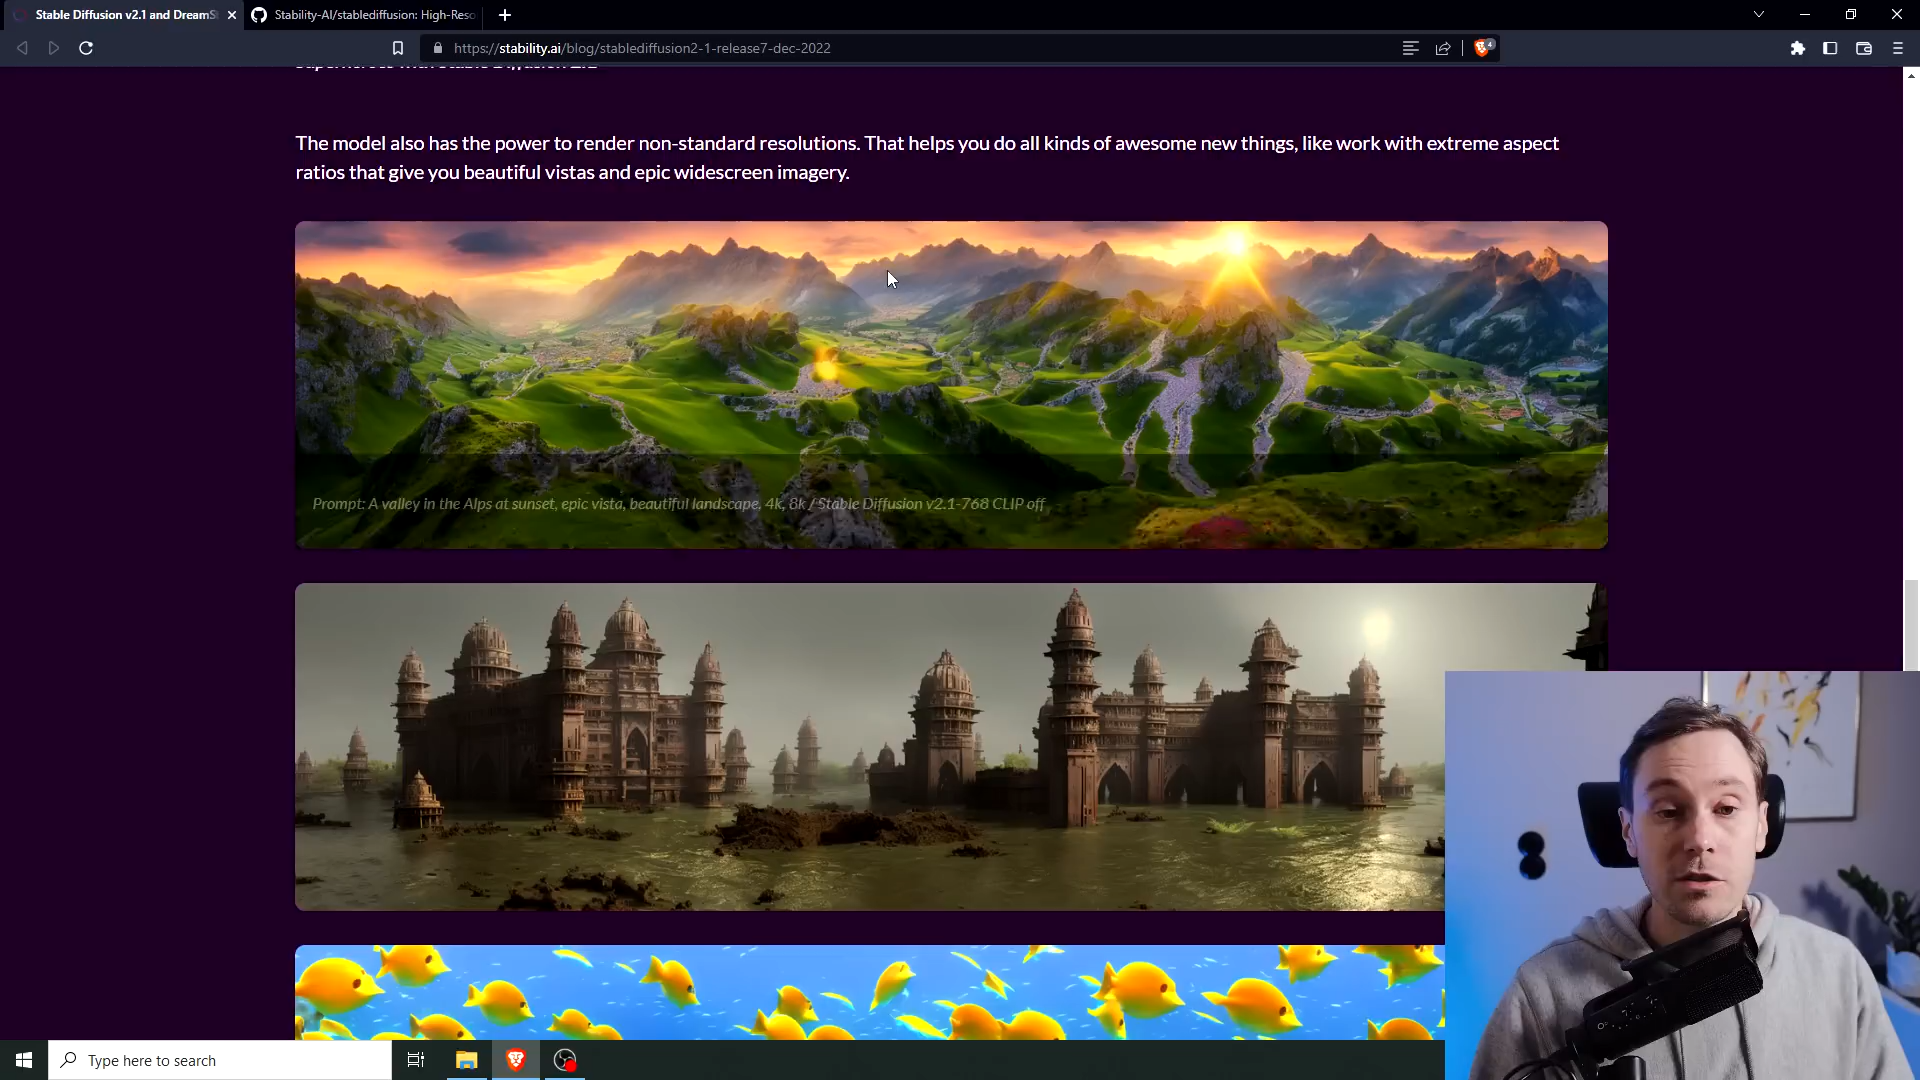 Stable Diffusion v2.1 and DreamSt
Stability-AI/stablediffusion: High-Reso
https://stability.ai/blog/stablediffusion2-1-release7-dec-2022
4
The model also has the power to render non-standard resolutions. That helps you do all kinds of awesome new things, like work with extreme aspect
ratios that give you beautiful vistas and epic widescreen imagery.
Prompt: A valley in the Alps at sunset, epic vista, beautiful landscape, 4k, 8k / Stable Diffusion v2.1-768 CLIP off
Type here to search